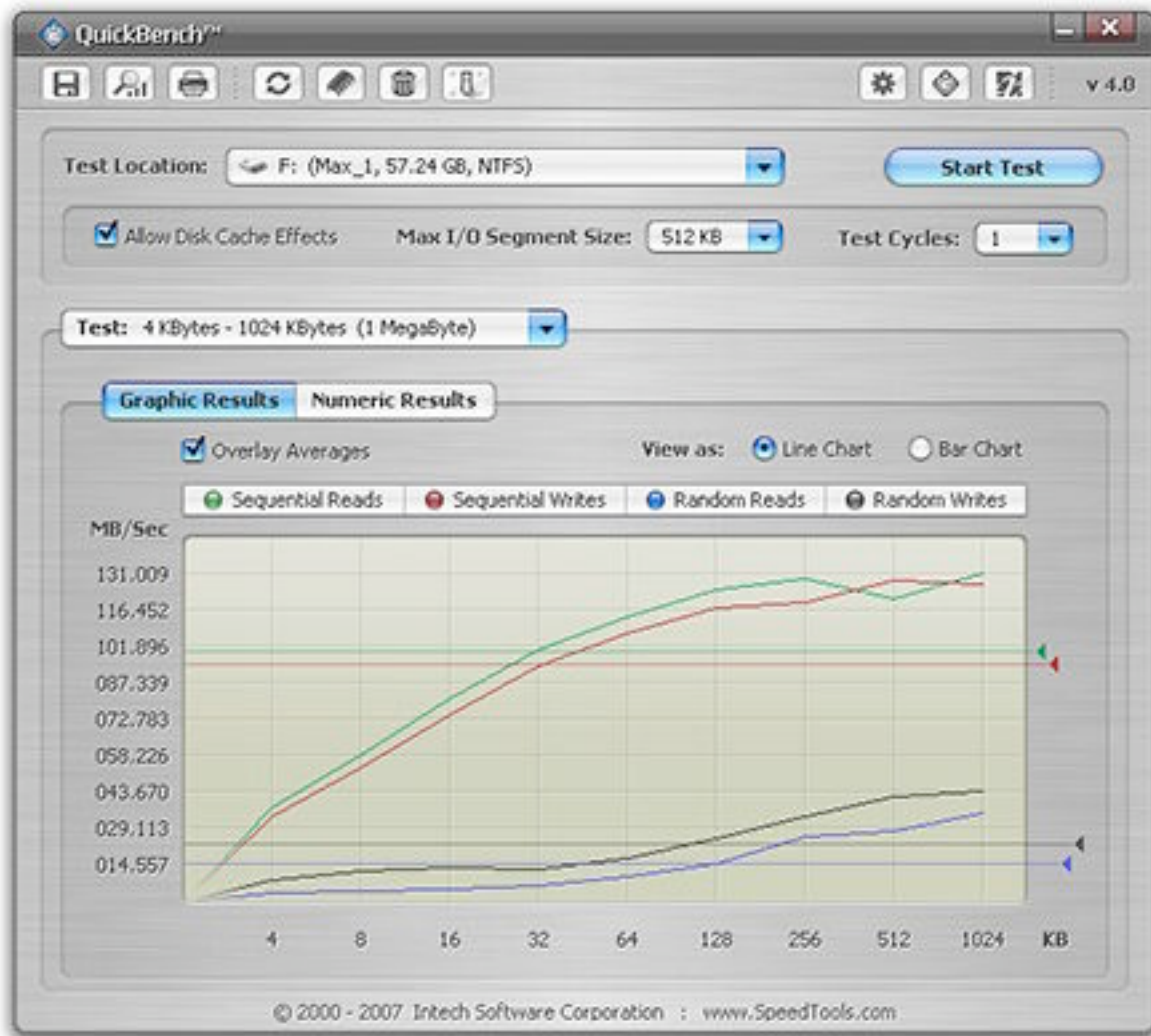 QuickBench™
v 4.0
Test Location: F: (Max_1, 57.24 GB, NTFS) Start Test
Allow Disk Cache Effects Max I/O Segment Size: 512 KB Test Cycles: 1
Test: 4 KBytes - 1024 KBytes (1 MegaByte)
Graphic Results Numeric Results
Overlay Averages View as: Line Chart Bar Chart
Sequential Reads Sequential Writes Random Reads Random Writes
MB/Sec
131.009
116.452
101.896
087.339
072.783
058.226
043.670
029.113
014.557
4 8 16 32 64 128 256 512 1024 KB
© 2000 - 2007 Intech Software Corporation : www.SpeedTools.com